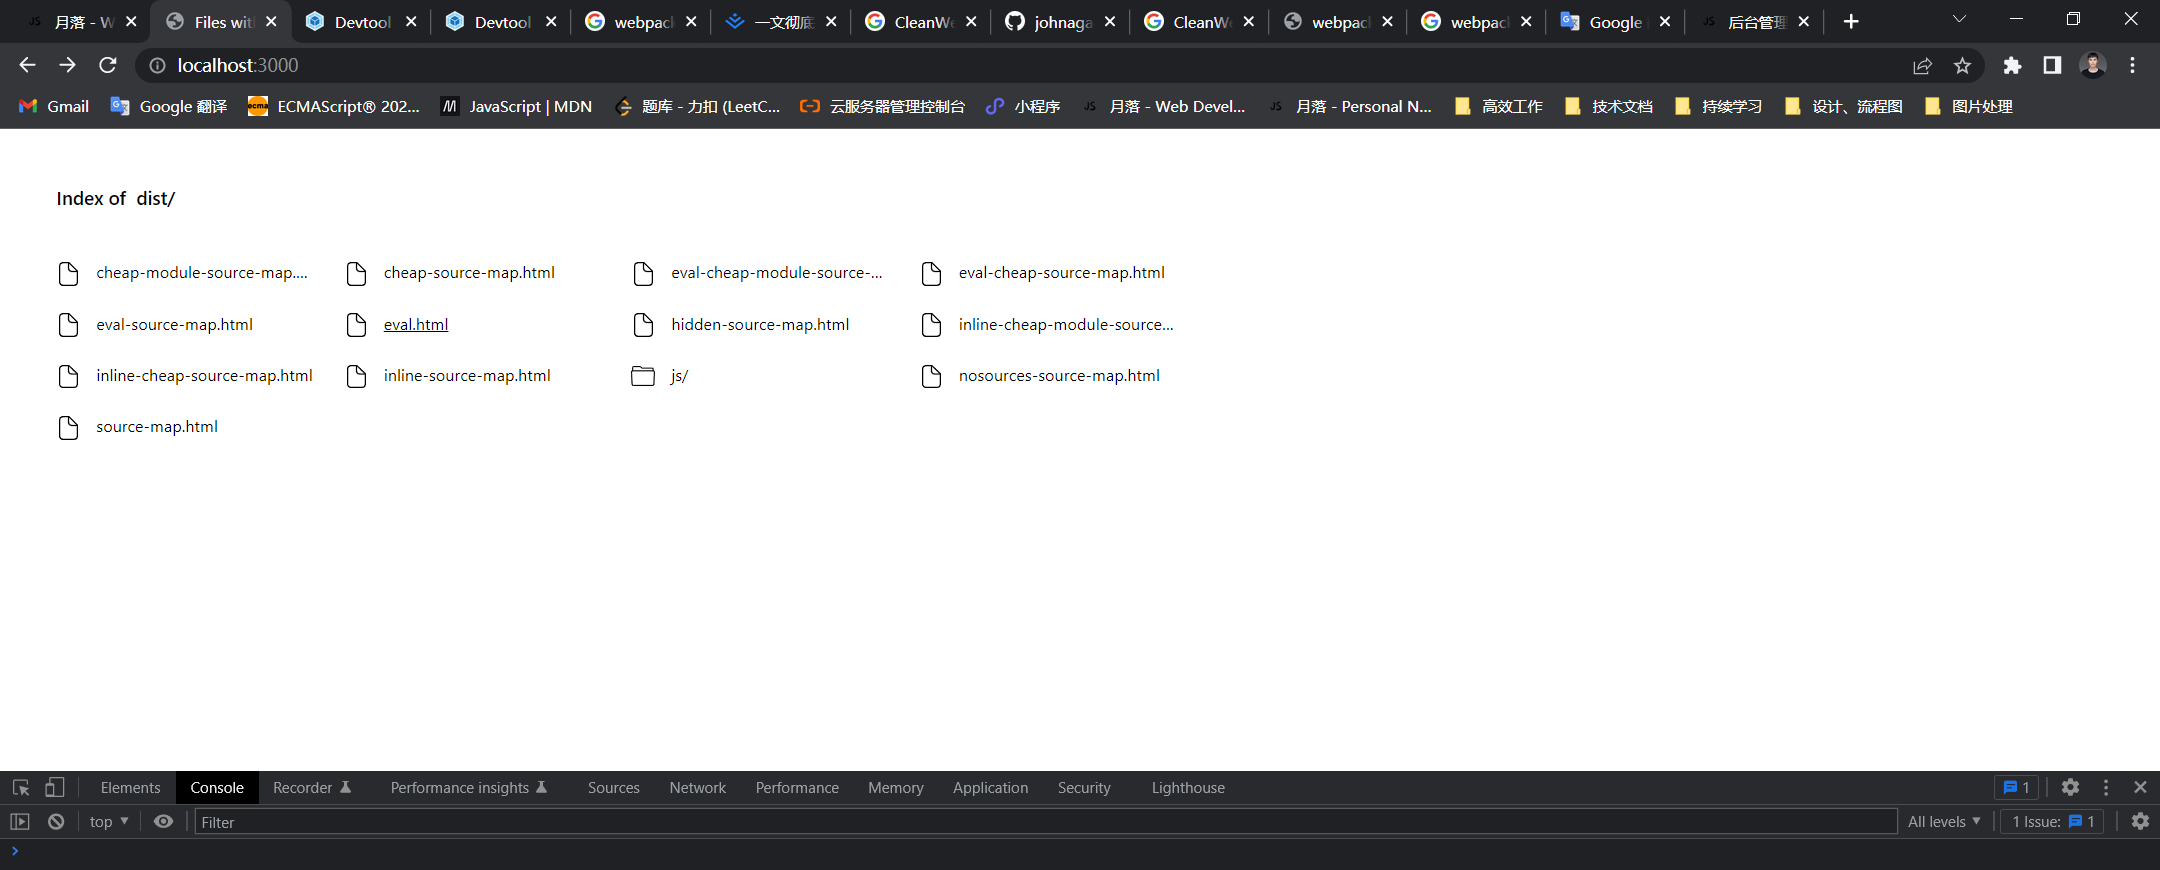 月落 - W Files wit Devtool Devtool webpac 一文彻底 CleanWe johnaga CleanWe webpac webpac Google 后台管理
localhost:3000
Gmail Google 翻译 ECMAScript® 202... JavaScript | MDN 题库 - 力扣 (LeetC... 云服务器管理控制台 小程序 月落 - Web Devel... 月落 - Personal N... 高效工作 技术文档 持续学习 设计、流程图 图片处理
Index of dist/
cheap-module-source-map.... cheap-source-map.html eval-cheap-module-source-... eval-cheap-source-map.html
eval-source-map.html eval.html hidden-source-map.html inline-cheap-module-source...
inline-cheap-source-map.html inline-source-map.html js/ nosources-source-map.html
source-map.html
Elements Console Recorder Performance insights Sources Network Performance Memory Application Security Lighthouse 1
top Filter All levels 1 Issue: 1